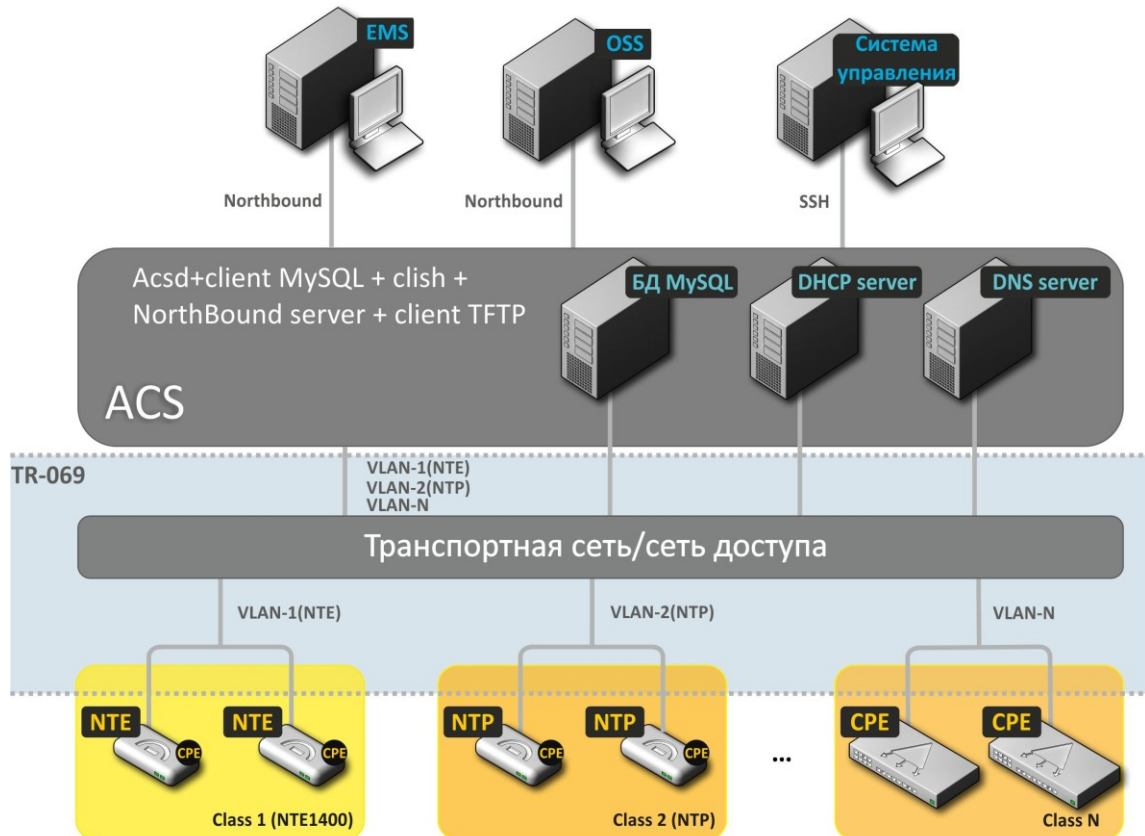 EMS
OSS
Система
управления
Northbound
Northbound
SSH
Acsd+client MySQL + clish +
NorthBound server + client TFTP
БД MySQL
DHCP server
DNS server
ACS
TR-069
VLAN-1(NTE)
VLAN-2(NTP)
VLAN-N
Транспортная сеть/сеть доступа
VLAN-1(NTE)
VLAN-2(NTP)
VLAN-N
NTE
CPE
NTE
CPE
NTP
CPE
NTP
CPE
...
CPE
CPE
Class 1 (NTE1400)
Class 2 (NTP)
Class N